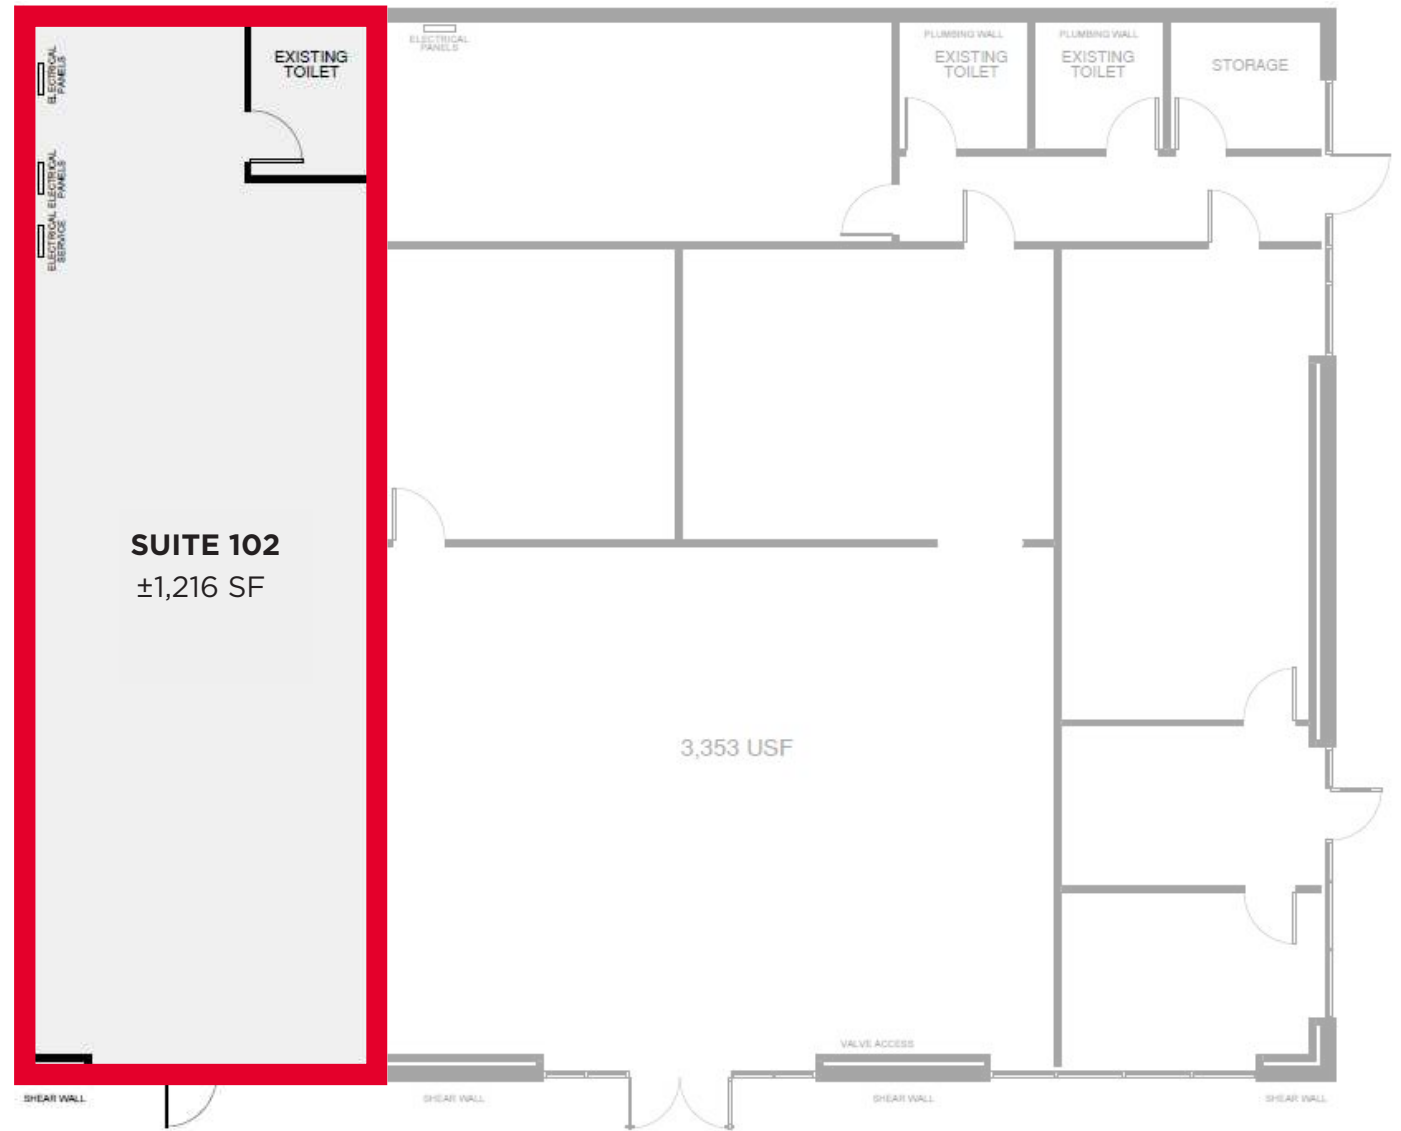 ELECTRICAL
PANELS
ELECTRICAL
PANELS
ELECTRICAL
SERVICE
EXISTING
TOILET
ELECTRICAL
PANELS
PLUMBING WALL
EXISTING
TOILET
PLUMBING WALL
EXISTING
TOILET
STORAGE
SUITE 102
±1,216 SF
3,353 USF
VALVE ACCESS
SHEAR WALL
SHEAR WALL
SHEAR WALL
SHEAR WALL